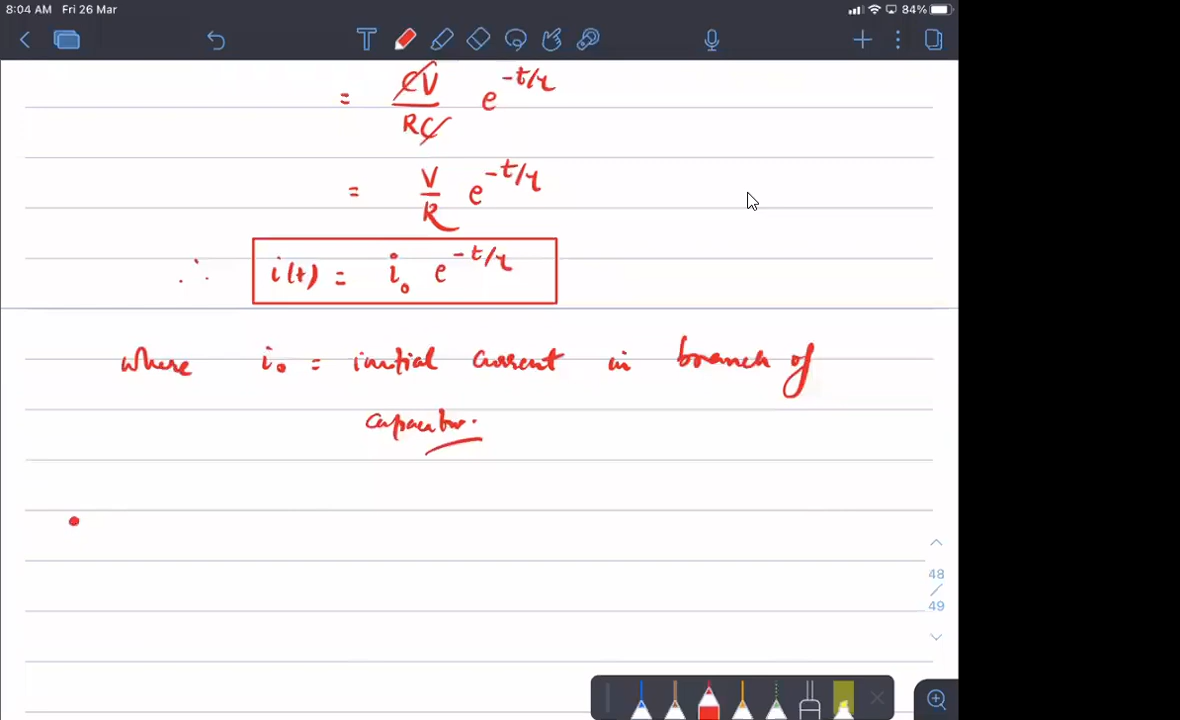 8:04 AM Fri 26 Mar 84%
= CV/RC e^{-t/τ}
= V/R e^{-t/τ}
∴ i(t) = i₀ e^{-t/τ}
where i₀ = initial current in branch of
capacitor.
48
/
49